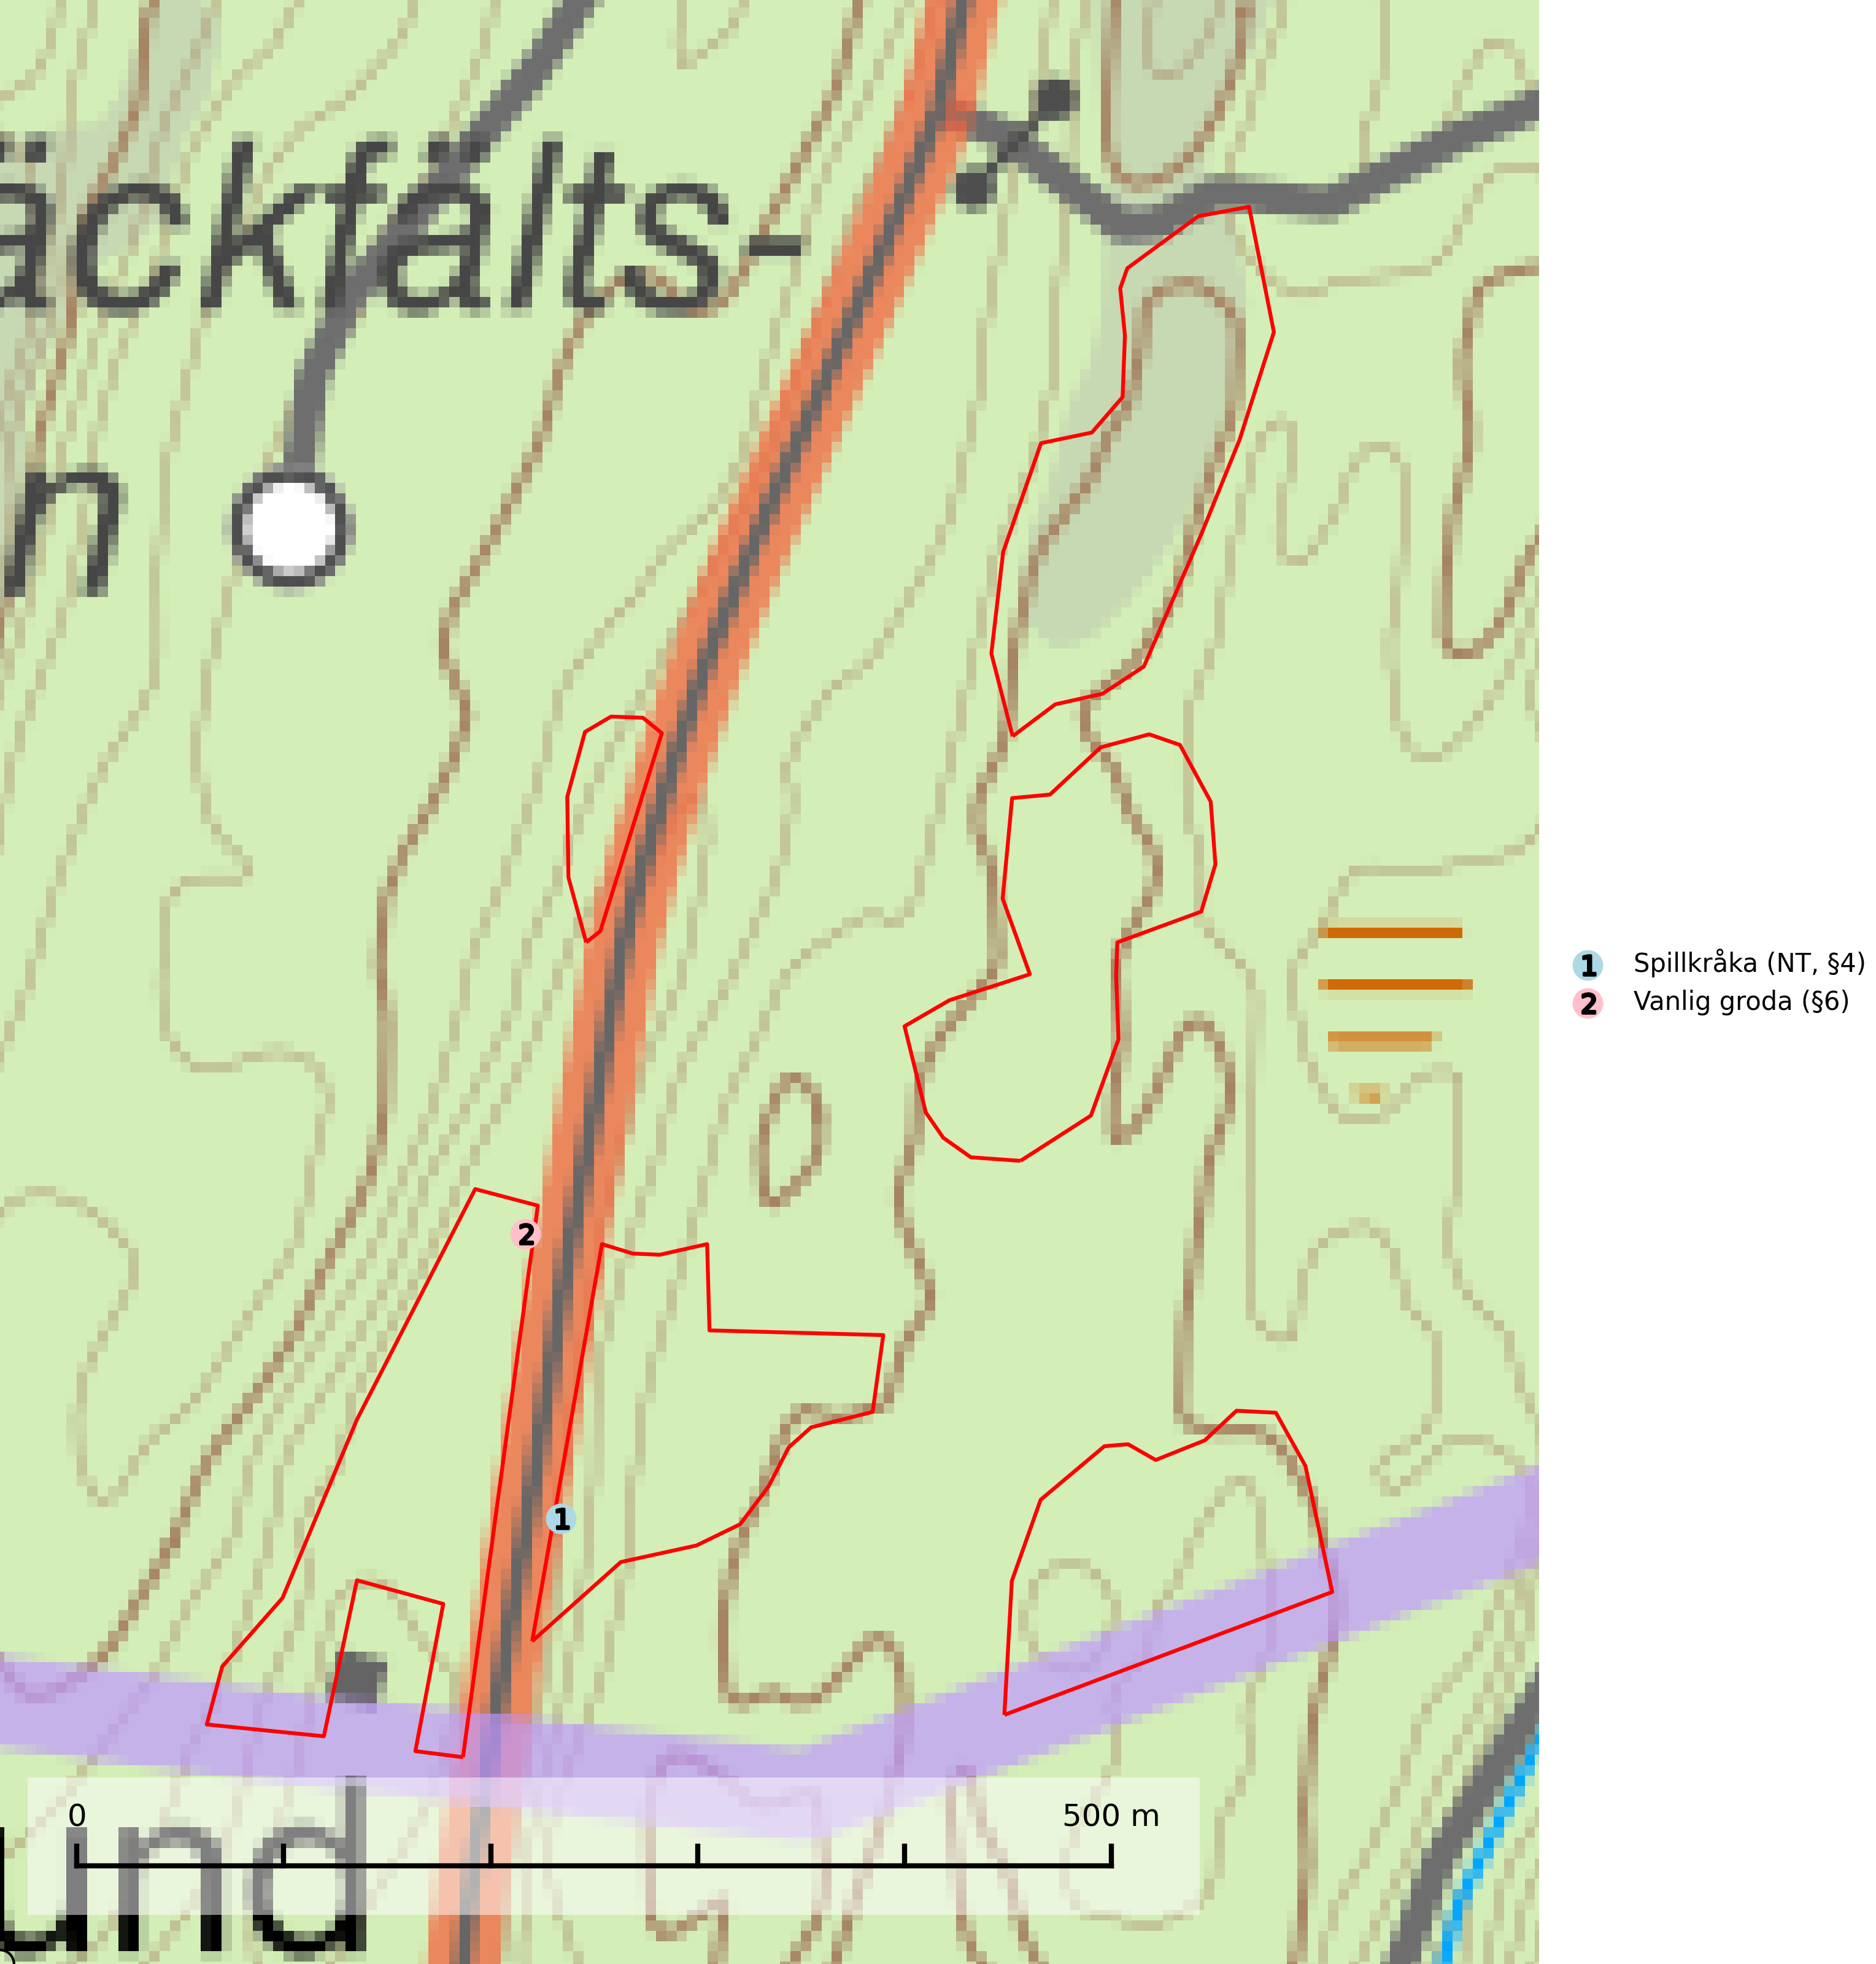 äckfälts-
n
1 Spillkråka (NT, §4)
2 Vanlig groda (§6)
2
1
0 500 m
und